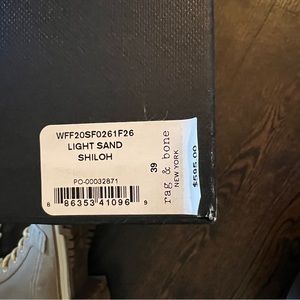 WFF20SF0261F26
LIGHT SAND
SHILOH
PO-00032871
8 86353 41096 9
39
rag & bone
NEW YORK
$595.00